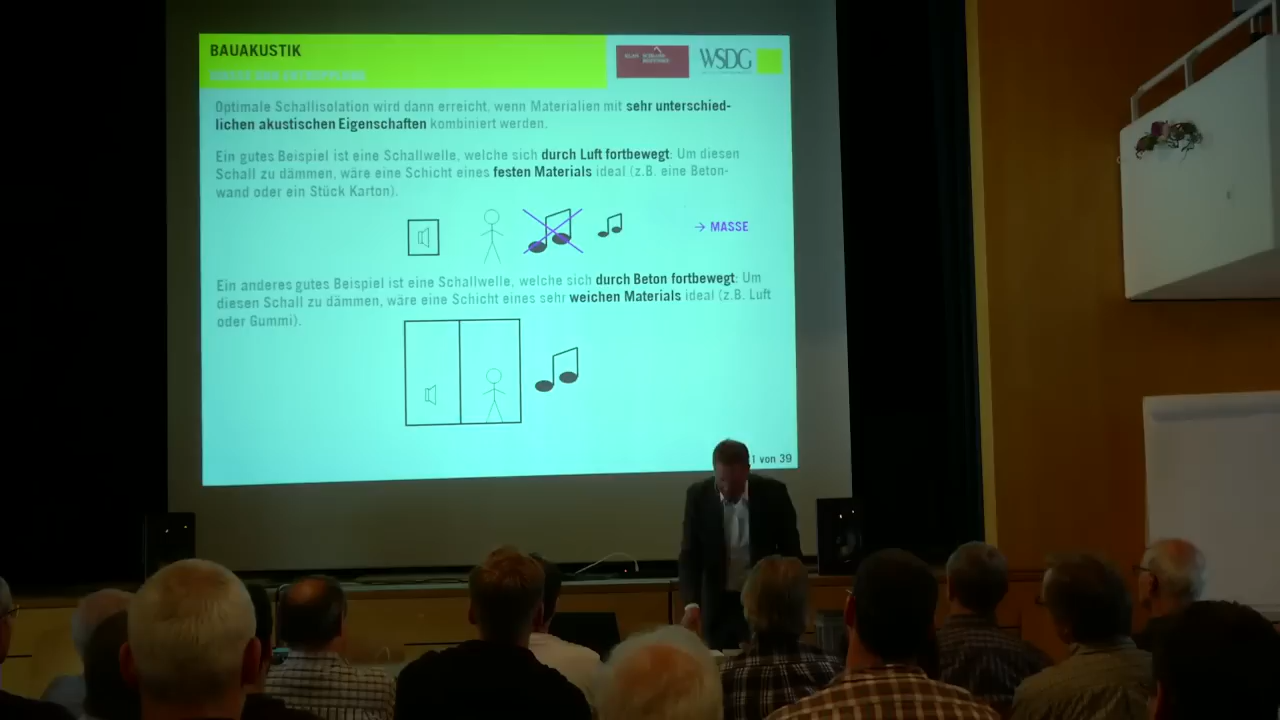 BAUAKUSTIK
MASSE UND ENTKOPPLUNG
WSDG
Optimale Schallisolation wird dann erreicht, wenn Materialien mit sehr unterschied-
lichen akustischen Eigenschaften kombiniert werden.
Ein gutes Beispiel ist eine Schallwelle, welche sich durch Luft fortbewegt: Um diesen
Schall zu dämmen, wäre eine Schicht eines festen Materials ideal (z.B. eine Beton-
wand oder ein Stück Karton).
→ MASSE
Ein anderes gutes Beispiel ist eine Schallwelle, welche sich durch Beton fortbewegt: Um
diesen Schall zu dämmen, wäre eine Schicht eines sehr weichen Materials ideal (z.B. Luft
oder Gummi).
1 von 39